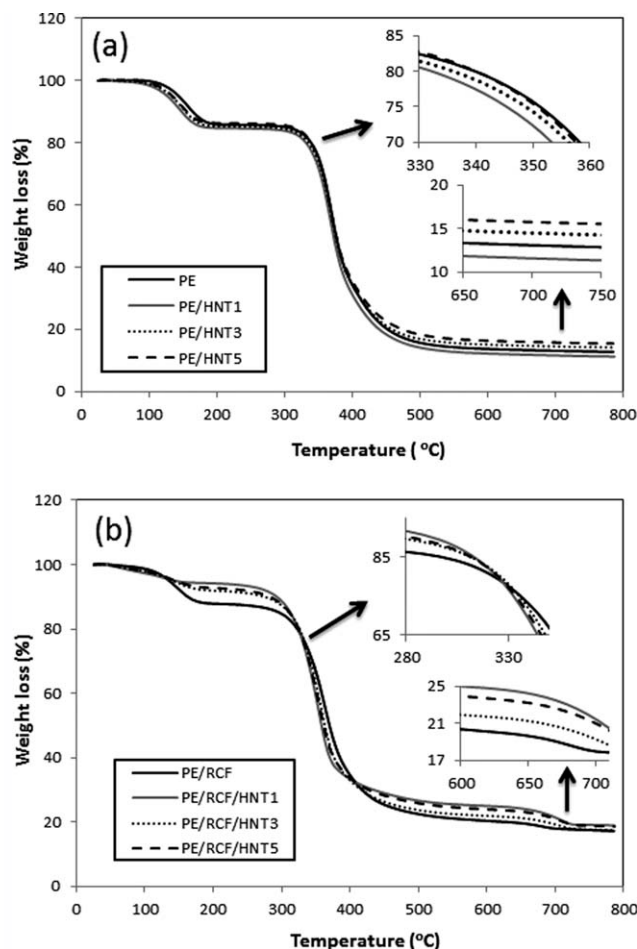 (a)
120
100
80
60
40
20
0
Weight loss (%)
0 100 200 300 400 500 600 700 800
Temperature ( °C)
PE
PE/HNT1
PE/HNT3
PE/HNT5
85
80
75
70
330 340 350 360
20
15
10
650 700 750
(b)
120
100
80
60
40
20
0
Weight loss (%)
0 100 200 300 400 500 600 700 800
Temperature (°C)
PE/RCF
PE/RCF/HNT1
PE/RCF/HNT3
PE/RCF/HNT5
85
65
280 330
25
21
17
600 650 700